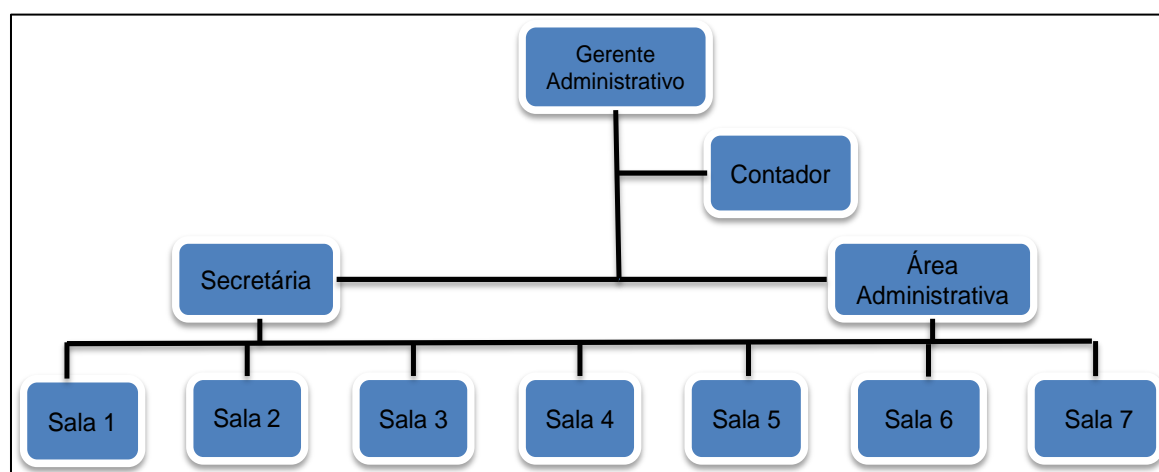 Gerente
Administrativo
Contador
Secretária
Área
Administrativa
Sala 1
Sala 2
Sala 3
Sala 4
Sala 5
Sala 6
Sala 7